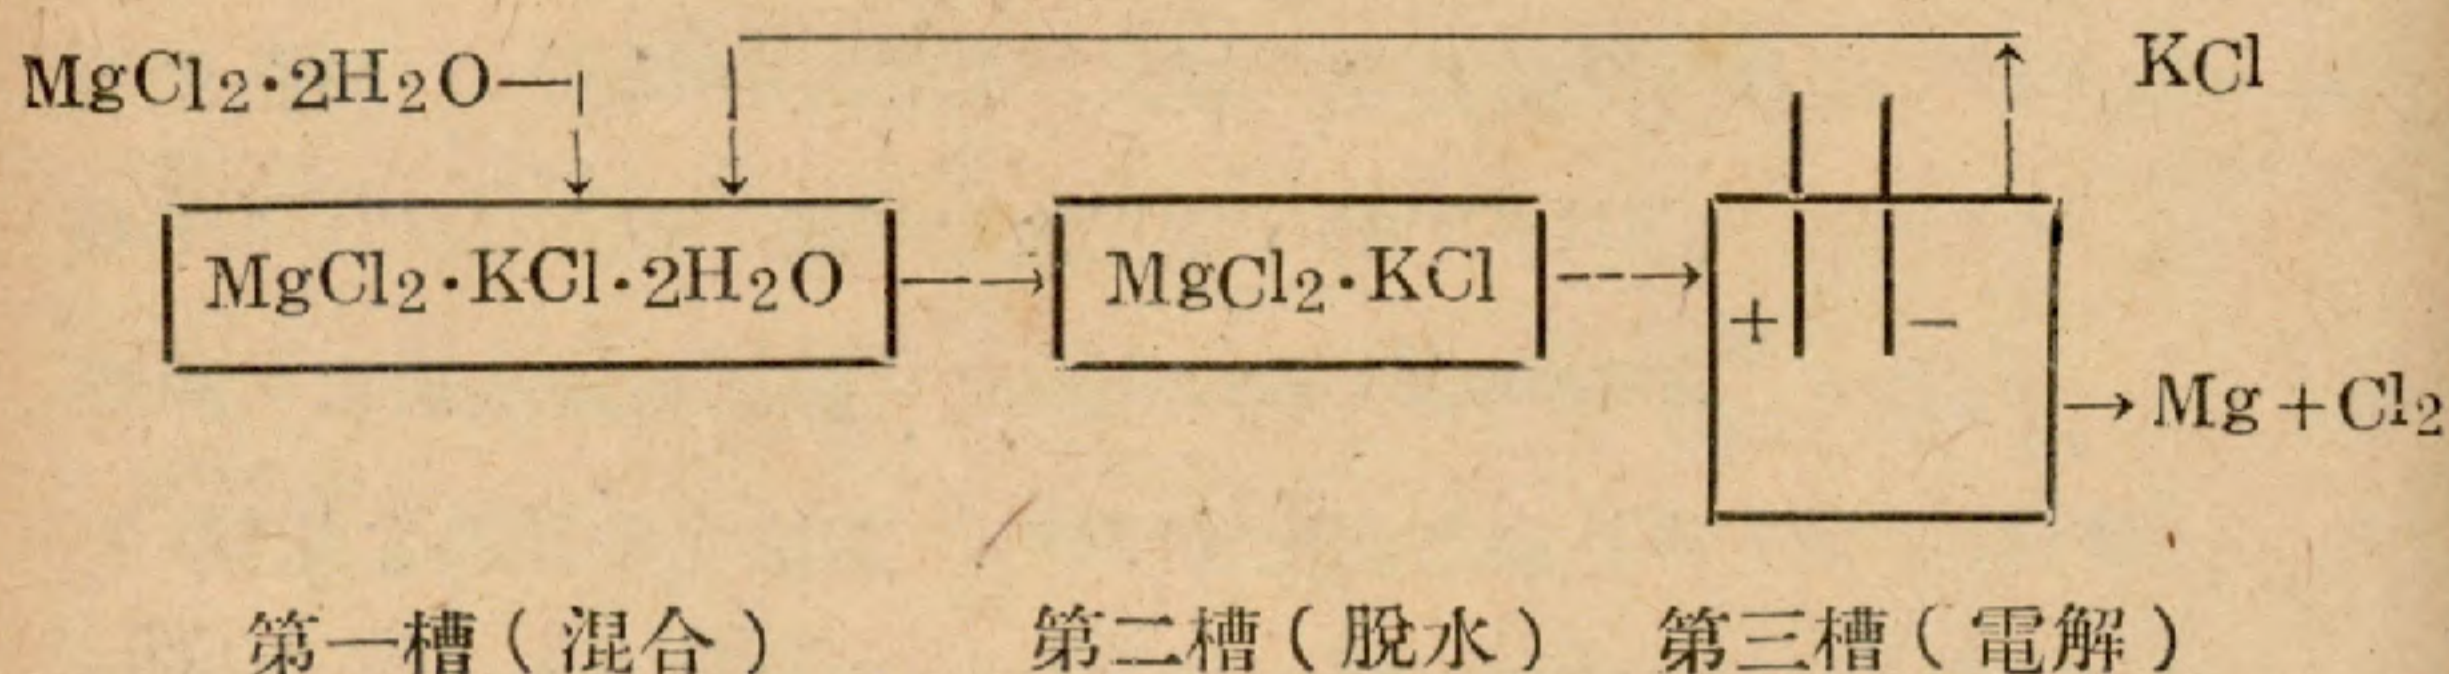 MgCl₂·2H₂O
KCl
MgCl₂·KCl·2H₂O
MgCl₂·KCl
+ −
Mg + Cl₂
第一槽（混合） 第二槽（脫水） 第三槽（電解）